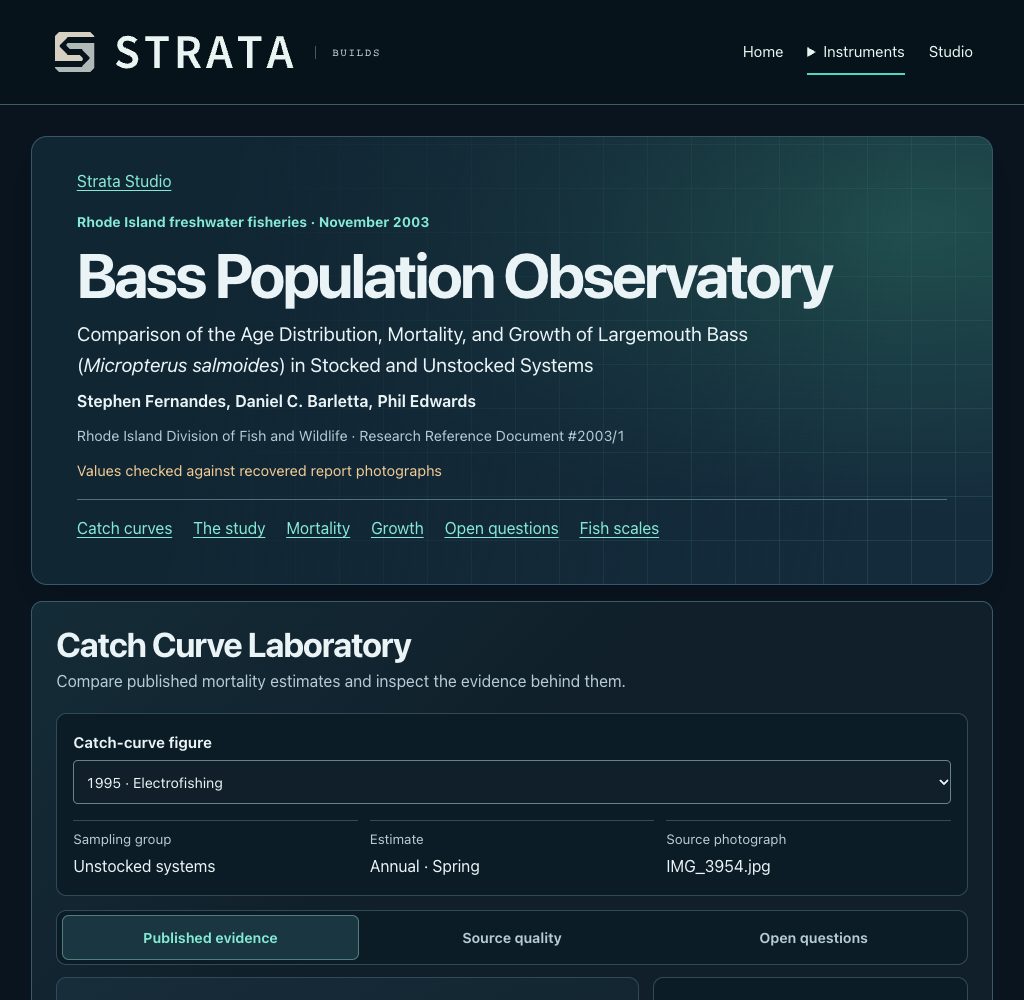 STRATA
BUILDS
Home
Instruments
Studio
Strata Studio
Rhode Island freshwater fisheries · November 2003
Bass Population Observatory
Comparison of the Age Distribution, Mortality, and Growth of Largemouth Bass
(Micropterus salmoides) in Stocked and Unstocked Systems
Stephen Fernandes, Daniel C. Barletta, Phil Edwards
Rhode Island Division of Fish and Wildlife · Research Reference Document #2003/1
Values checked against recovered report photographs
Catch curves
The study
Mortality
Growth
Open questions
Fish scales
Catch Curve Laboratory
Compare published mortality estimates and inspect the evidence behind them.
Catch-curve figure
1995 · Electrofishing
Sampling group
Unstocked systems
Estimate
Annual · Spring
Source photograph
IMG_3954.jpg
Published evidence
Source quality
Open questions